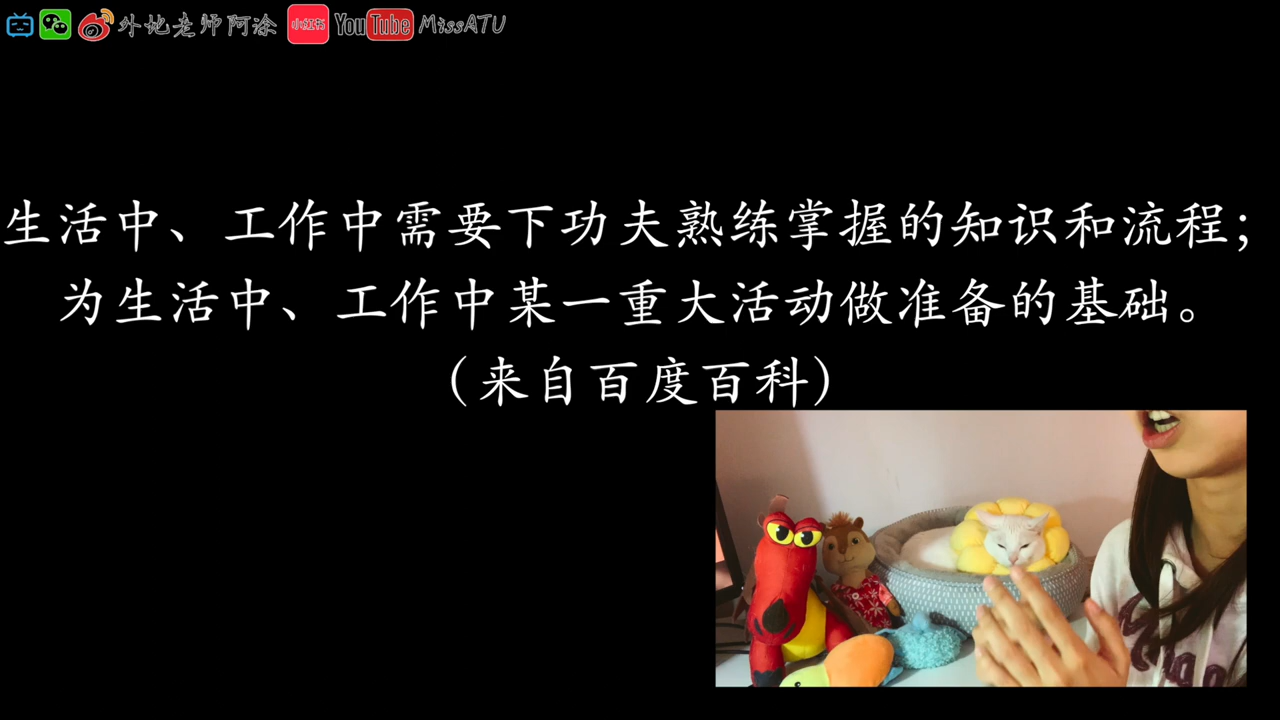 外地老师阿涂 小红书 YouTube MissATU
生活中、工作中需要下功夫熟练掌握的知识和流程；
为生活中、工作中某一重大活动做准备的基础。
（来自百度百科）